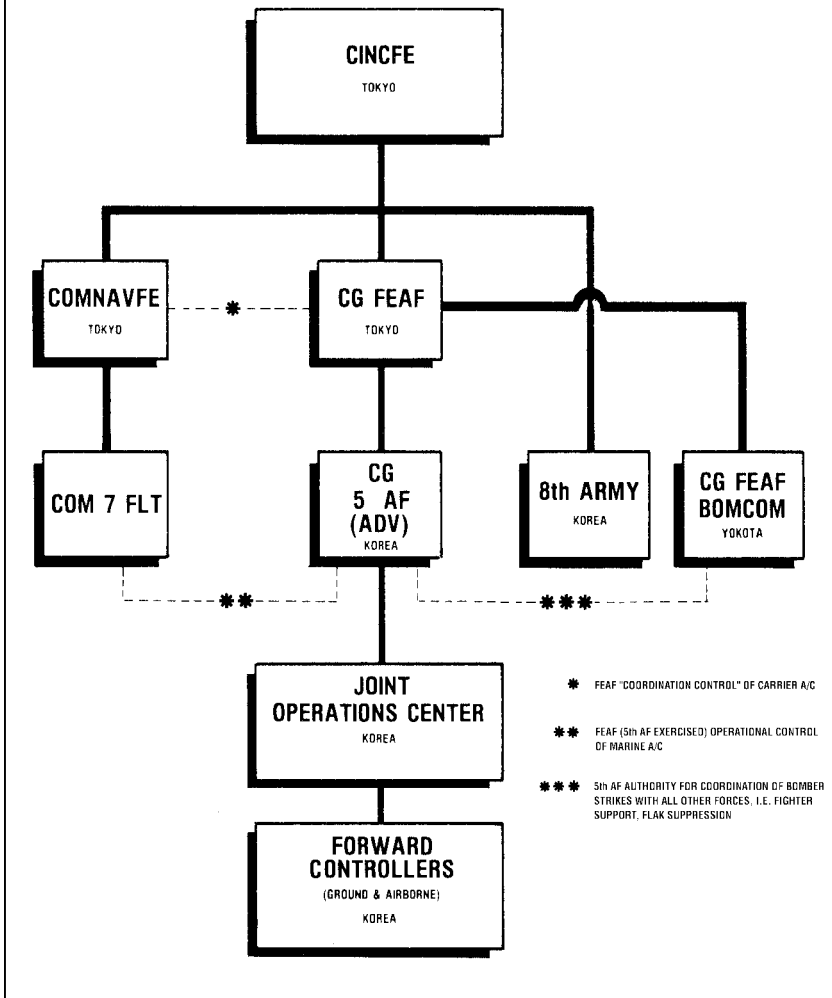 CINCFE
TOKYO
COMNAVFE
TOKYO
*
CG FEAF
TOKYO
COM 7 FLT
CG
5 AF
(ADV)
KOREA
8th ARMY
KOREA
CG FEAF
BOMCOM
YOKOTA
**
***
JOINT
OPERATIONS CENTER
KOREA
FORWARD
CONTROLLERS
(GROUND & AIRBORNE)
KOREA
* FEAF "COORDINATION CONTROL" OF CARRIER A/C
** FEAF (5th AF EXERCISED) OPERATIONAL CONTROL
OF MARINE A/C
*** 5th AF AUTHORITY FOR COORDINATION OF BOMBER
STRIKES WITH ALL OTHER FORCES, I.E. FIGHTER
SUPPORT, FLAK SUPPRESSION